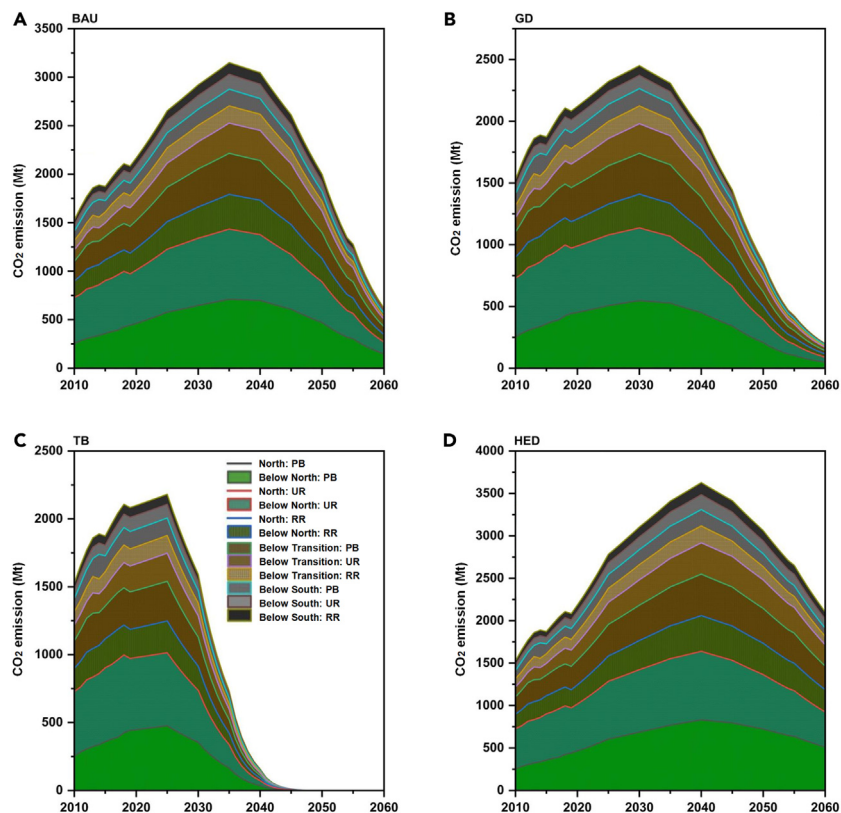 A
BAU
CO2 emission (Mt)
3500
3000
2500
2000
1500
1000
500
0
2010 2020 2030 2040 2050 2060
B
GD
CO2 emission (Mt)
2500
2000
1500
1000
500
0
2010 2020 2030 2040 2050 2060
C
TB
CO2 emission (Mt)
2500
2000
1500
1000
500
0
2010 2020 2030 2040 2050 2060
North: PB
Below North: PB
North: UR
Below North: UR
North: RR
Below North: RR
Below Transition: PB
Below Transition: UR
Below Transition: RR
Below South: PB
Below South: UR
Below South: RR
D
HED
CO2 emission (Mt)
4000
3500
3000
2500
2000
1500
1000
500
0
2010 2020 2030 2040 2050 2060